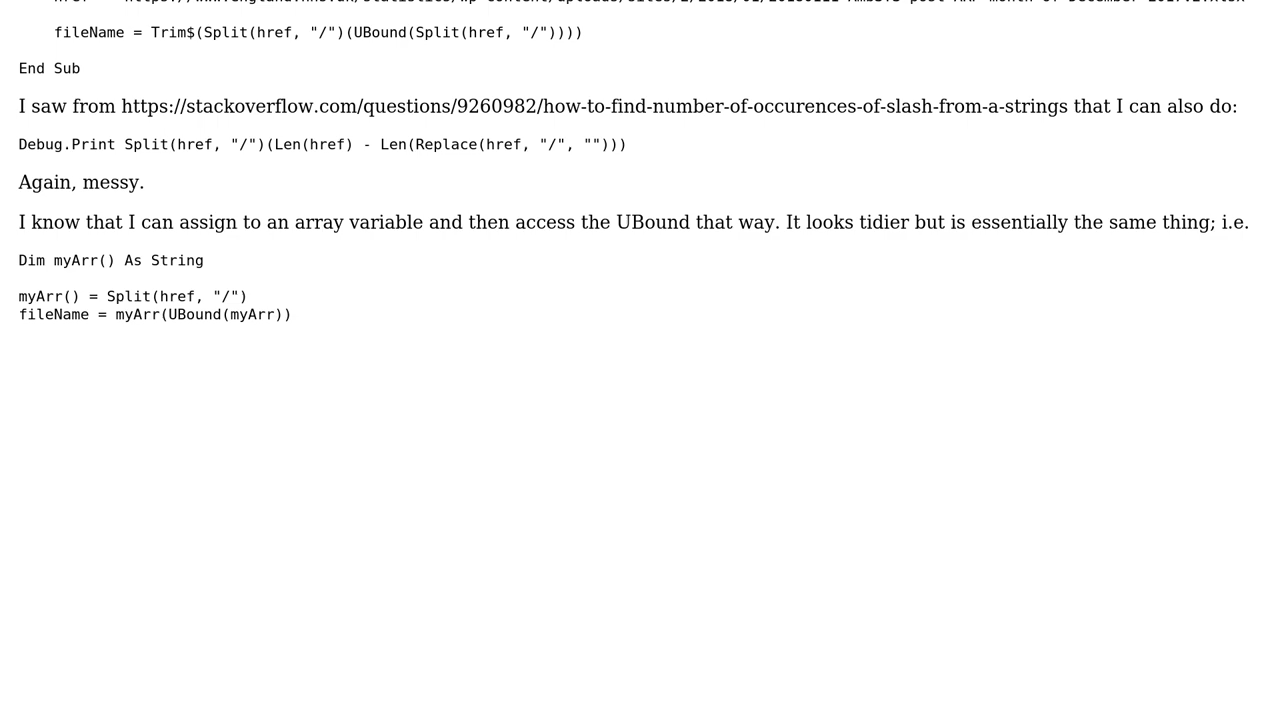 fileName = Trim$(Split(href, "/")(UBound(Split(href, "/"))))
End Sub
I saw from https://stackoverflow.com/questions/9260982/how-to-find-number-of-occurences-of-slash-from-a-strings that I can also do:
Debug.Print Split(href, "/")(Len(href) - Len(Replace(href, "/", "")))
Again, messy.
I know that I can assign to an array variable and then access the UBound that way. It looks tidier but is essentially the same thing; i.e.
Dim myArr() As String
myArr() = Split(href, "/")
fileName = myArr(UBound(myArr))